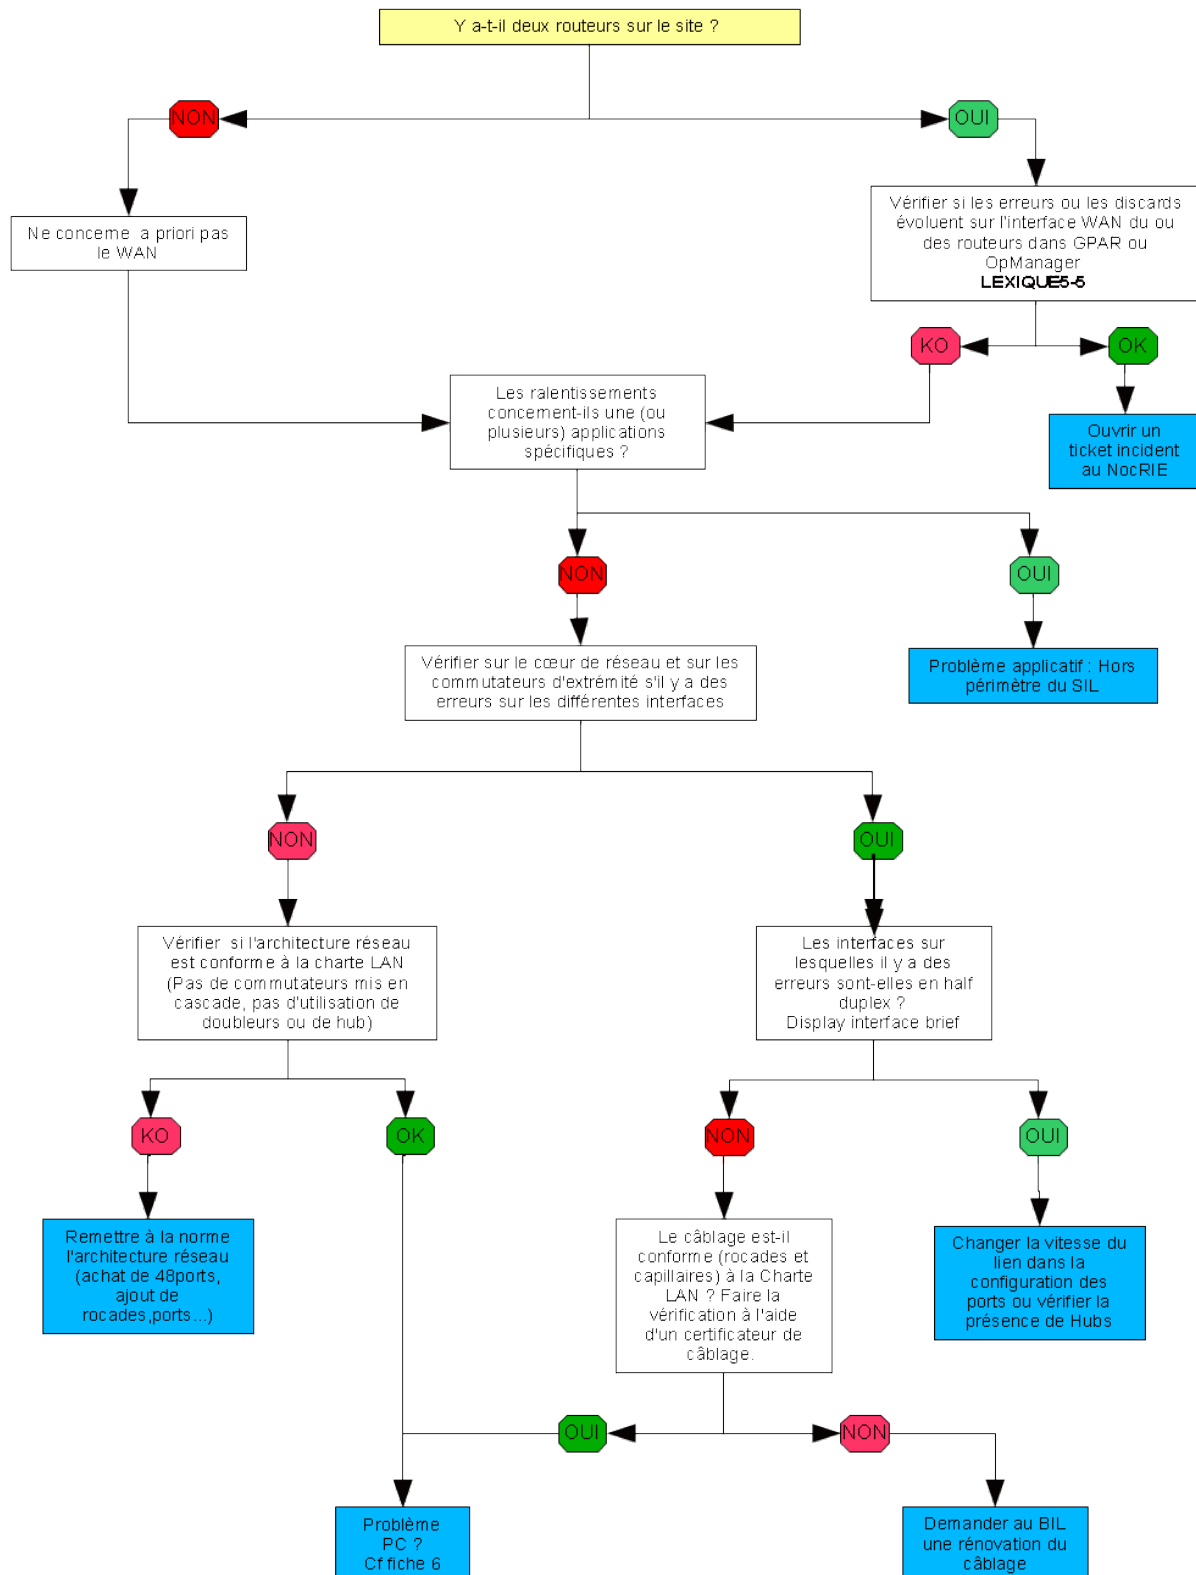 Y a-t-il deux routeurs sur le site ?
NON
OUI
Ne concerne a priori pas
le WAN
Vérifier si les erreurs ou les discards
évoluent sur l'interface WAN du ou
des routeurs dans GPAR ou
OpManager
LEXIQUE5-5
KO
OK
Les ralentissements
concernent-ils une (ou
plusieurs) applications
spécifiques ?
Ouvrir un
ticket incident
au NocRIE
NON
OUI
Vérifier sur le cœur de réseau et sur les
commutateurs d'extrémité s'il y a des
erreurs sur les différentes interfaces
Problème applicatif : Hors
périmètre du SIL
NON
OUI
Vérifier si l'architecture réseau
est conforme à la charte LAN
(Pas de commutateurs mis en
cascade, pas d'utilisation de
doubleurs ou de hub)
Les interfaces sur
lesquelles il y a des
erreurs sont-elles en half
duplex ?
Display interface brief
KO
OK
NON
OUI
Remettre à la norme
l'architecture réseau
(achat de 48ports,
ajout de
rocades,ports...)
Le câblage est-il
conforme (rocades et
capillaires) à la Charte
LAN ? Faire la
vérification à l'aide
d'un certificateur de
câblage.
Changer la vitesse du
lien dans la
configuration des
ports ou vérifier la
présence de Hubs
OUI
NON
Problème
PC ?
Cf fiche 6
Demander au BIL
une rénovation du
câblage